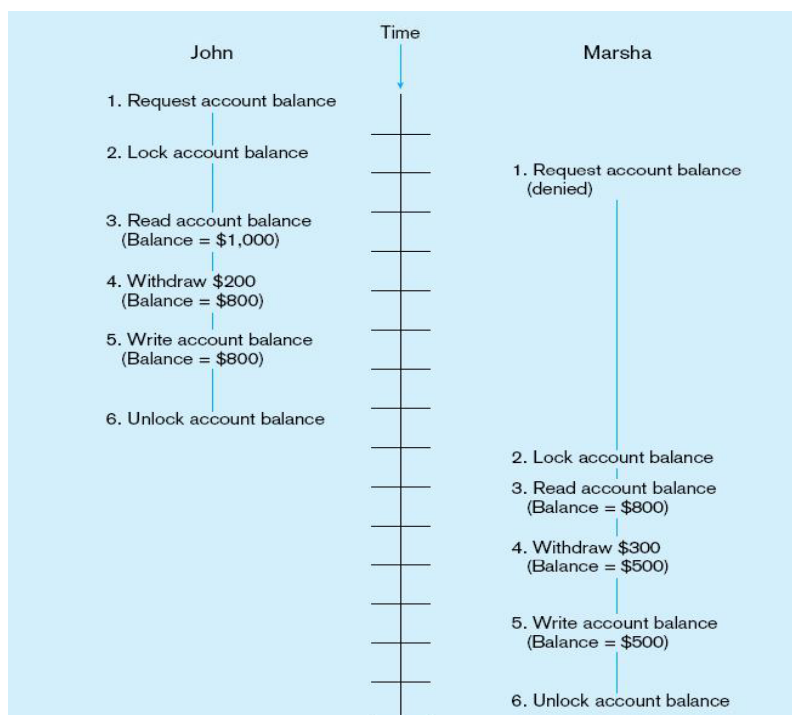 Time
John
Marsha
1. Request account balance
2. Lock account balance
3. Read account balance
(Balance = $1,000)
4. Withdraw $200
(Balance = $800)
5. Write account balance
(Balance = $800)
6. Unlock account balance
1. Request account balance
(denied)
2. Lock account balance
3. Read account balance
(Balance = $800)
4. Withdraw $300
(Balance = $500)
5. Write account balance
(Balance = $500)
6. Unlock account balance